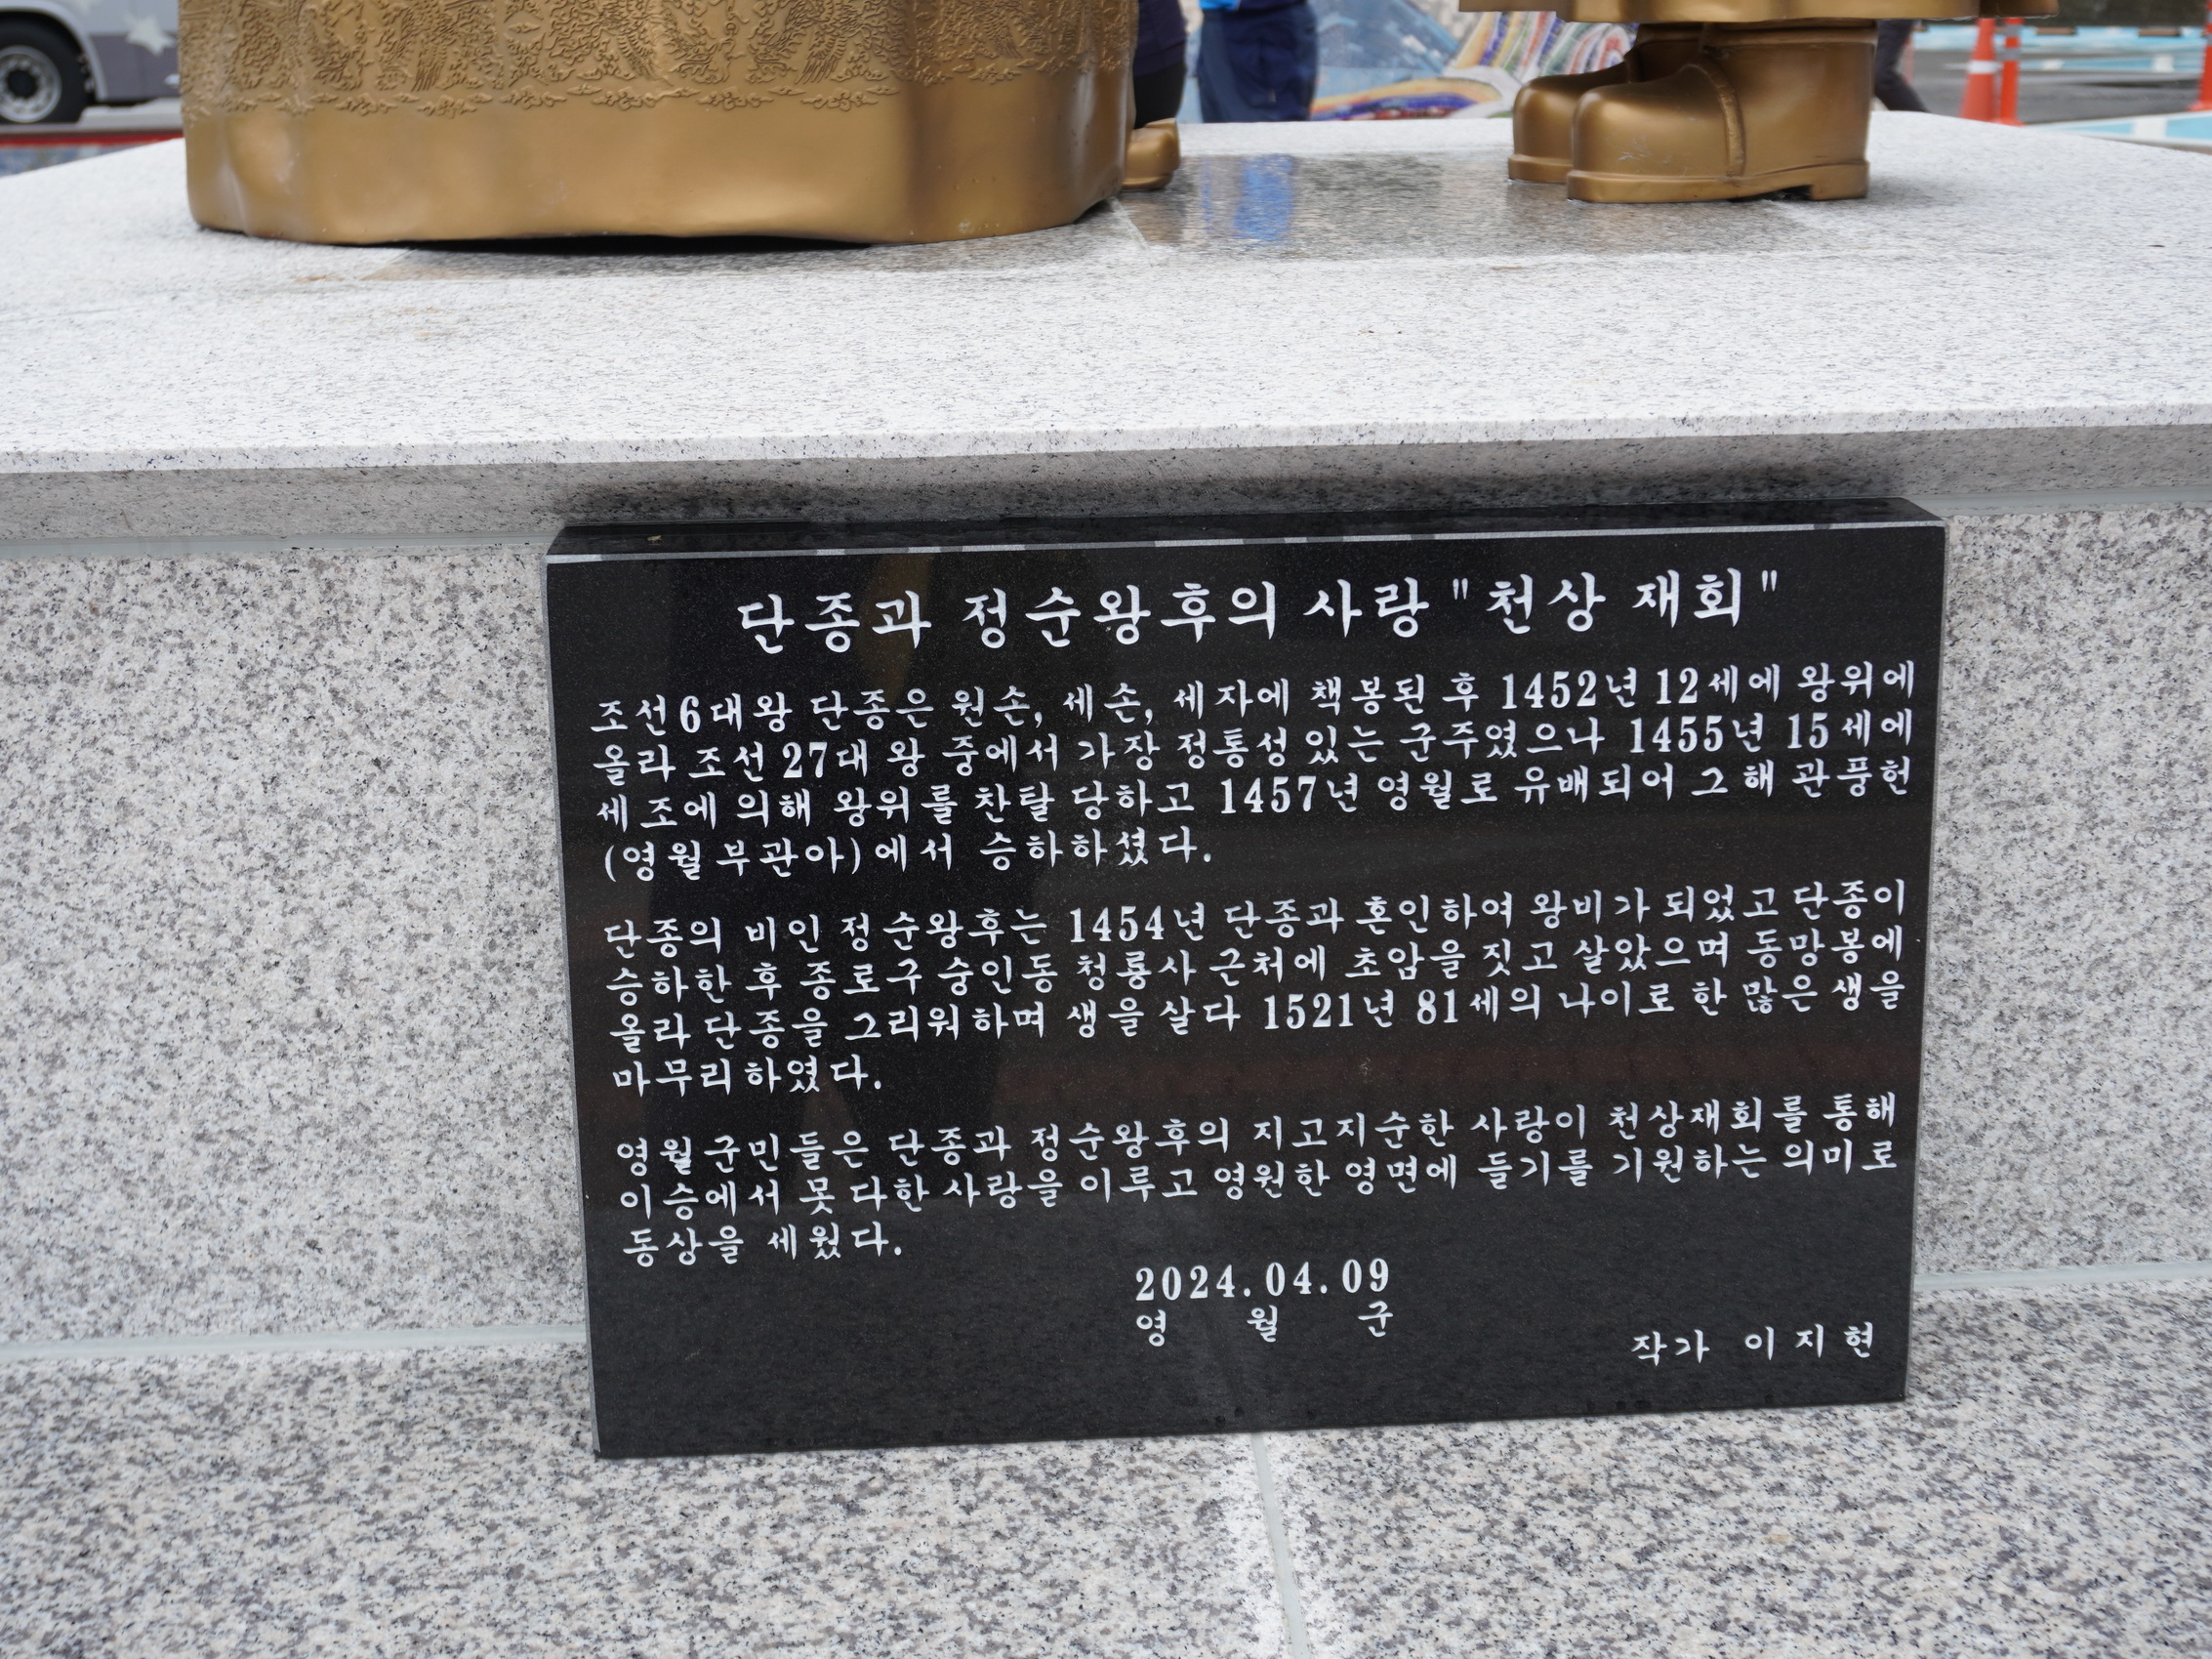 단종과 정순왕후의 사랑 "천상 재회"
조선6대왕 단종은 원손, 세손, 세자에 책봉된 후 1452년 12세에 왕위에
올라 조선 27대 왕 중에서 가장 정통성 있는 군주였으나 1455년 15세에
세조에 의해 왕위를 찬탈 당하고 1457년 영월로 유배되어 그 해 관풍헌
(영월부관아)에서 승하하셨다.
단종의 비인 정순왕후는 1454년 단종과 혼인하여 왕비가 되었고 단종이
승하한 후 종로구 숭인동 청룡사 근처에 초암을 짓고 살았으며 동망봉에
올라 단종을 그리워하며 생을 살다 1521년 81세의 나이로 한 많은 생을
마무리하였다.
영월군민들은 단종과 정순왕후의 지고지순한 사랑이 천상재회를 통해
이승에서 못다한 사랑을 이루고 영원한 영면에 들기를 기원하는 의미로
동상을 세웠다.
2024.04.09
영 월 군
작가 이지현